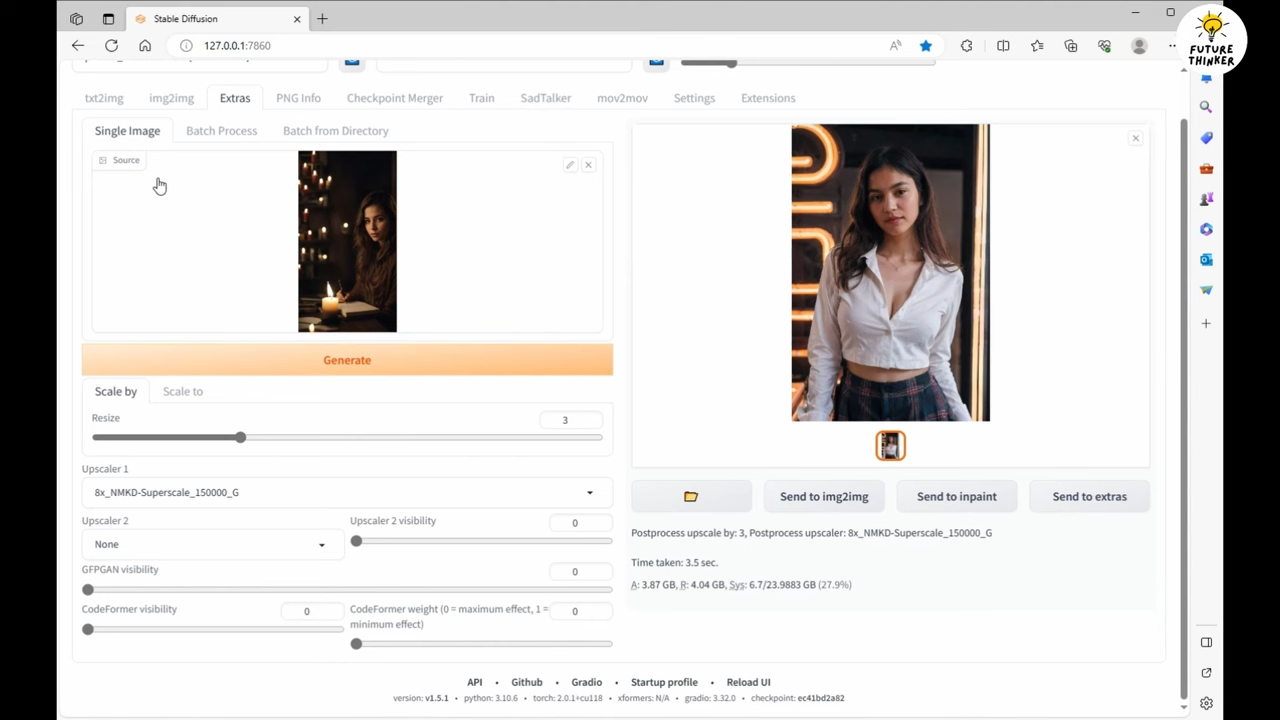 Stable Diffusion
127.0.0.1:7860
FUTURE
THINKER
txt2img img2img Extras PNG Info Checkpoint Merger Train SadTalker mov2mov Settings Extensions
Single Image Batch Process Batch from Directory
Source
Generate
Scale by Scale to
Resize 3
Upscaler 1
8x_NMKD-Superscale_150000_G
Upscaler 2 Upscaler 2 visibility 0
None
GFPGAN visibility 0
CodeFormer visibility 0 CodeFormer weight (0 = maximum effect, 1 = 0
minimum effect)
Send to img2img Send to inpaint Send to extras
Postprocess upscale by: 3, Postprocess upscaler: 8x_NMKD-Superscale_150000_G
Time taken: 3.5 sec.
A: 3.87 GB, R: 4.04 GB, Sys: 6.7/23.9883 GB (27.9%)
API • Github • Gradio • Startup profile • Reload UI
version: v1.5.1 • python: 3.10.6 • torch: 2.0.1+cu118 • xformers: N/A • gradio: 3.32.0 • checkpoint: ec41bd2a82